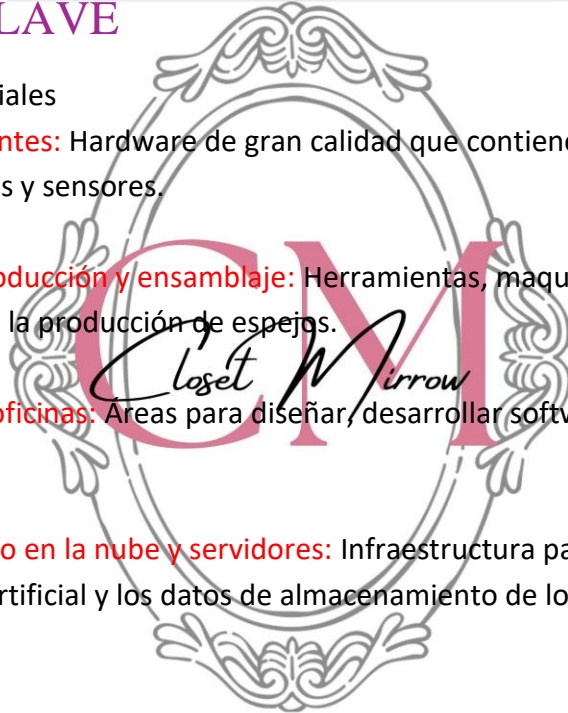 LAVE
iales
ntes: Hardware de gran calidad que contiene
s y sensores.
oducción y ensamblaje: Herramientas, maqu
la producción de espejos.
CM
Closet Mirrow
oficinas: Áreas para diseñar, desarrollar softw
o en la nube y servidores: Infraestructura pa
rtificial y los datos de almacenamiento de lo